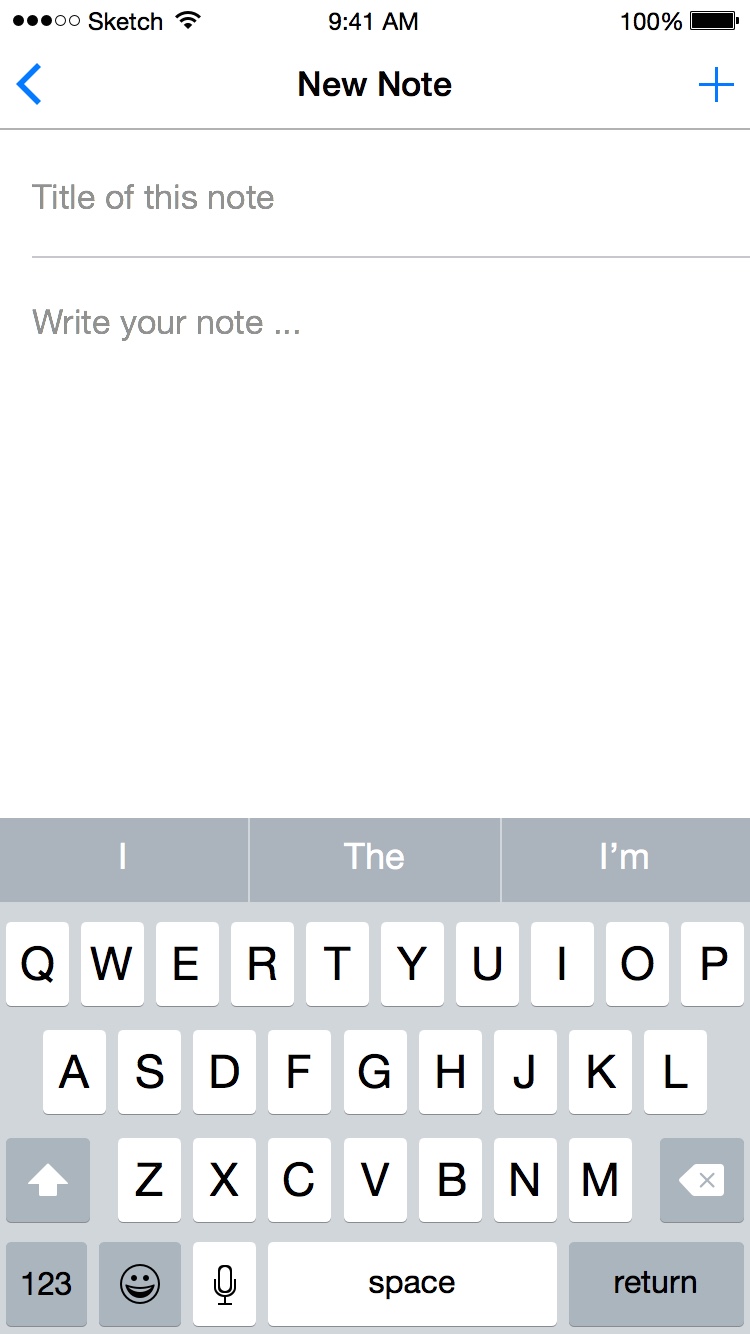 Sketch 9:41 AM 100%
New Note
Title of this note
Write your note ...
I The I’m
Q W E R T Y U I O P
A S D F G H J K L
Z X C V B N M
123 space return